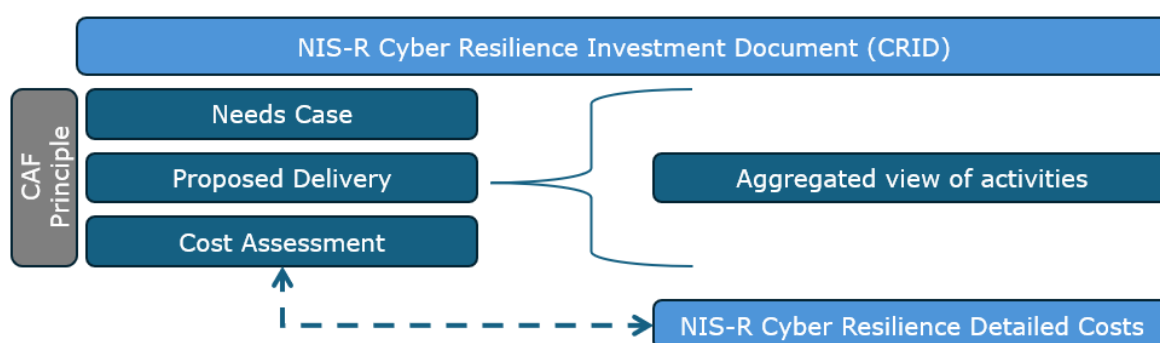 NIS-R Cyber Resilience Investment Document (CRID)
CAF
Principle
Needs Case
Proposed Delivery
Aggregated view of activities
Cost Assessment
NIS-R Cyber Resilience Detailed Costs